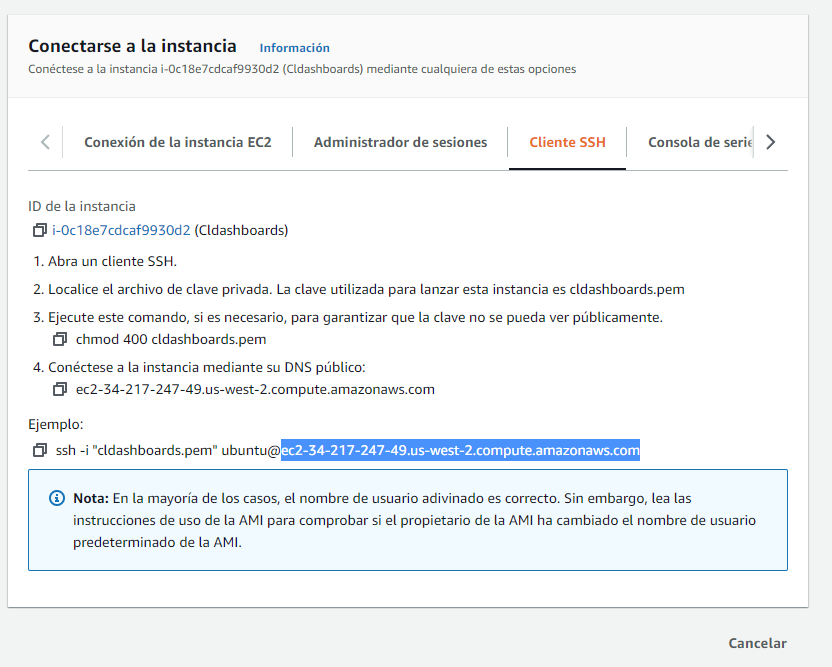 Conectarse a la instancia Información
Conéctese a la instancia i-0c18e7cdcaf9930d2 (Cldashboards) mediante cualquiera de estas opciones
Conexión de la instancia EC2 Administrador de sesiones Cliente SSH Consola de serie
ID de la instancia
i-0c18e7cdcaf9930d2 (Cldashboards)
1. Abra un cliente SSH.
2. Localice el archivo de clave privada. La clave utilizada para lanzar esta instancia es cldashboards.pem
3. Ejecute este comando, si es necesario, para garantizar que la clave no se pueda ver públicamente.
chmod 400 cldashboards.pem
4. Conéctese a la instancia mediante su DNS público:
ec2-34-217-247-49.us-west-2.compute.amazonaws.com
Ejemplo:
ssh -i "cldashboards.pem" ubuntu@ec2-34-217-247-49.us-west-2.compute.amazonaws.com
Nota: En la mayoría de los casos, el nombre de usuario adivinado es correcto. Sin embargo, lea las
instrucciones de uso de la AMI para comprobar si el propietario de la AMI ha cambiado el nombre de usuario
predeterminado de la AMI.
Cancelar